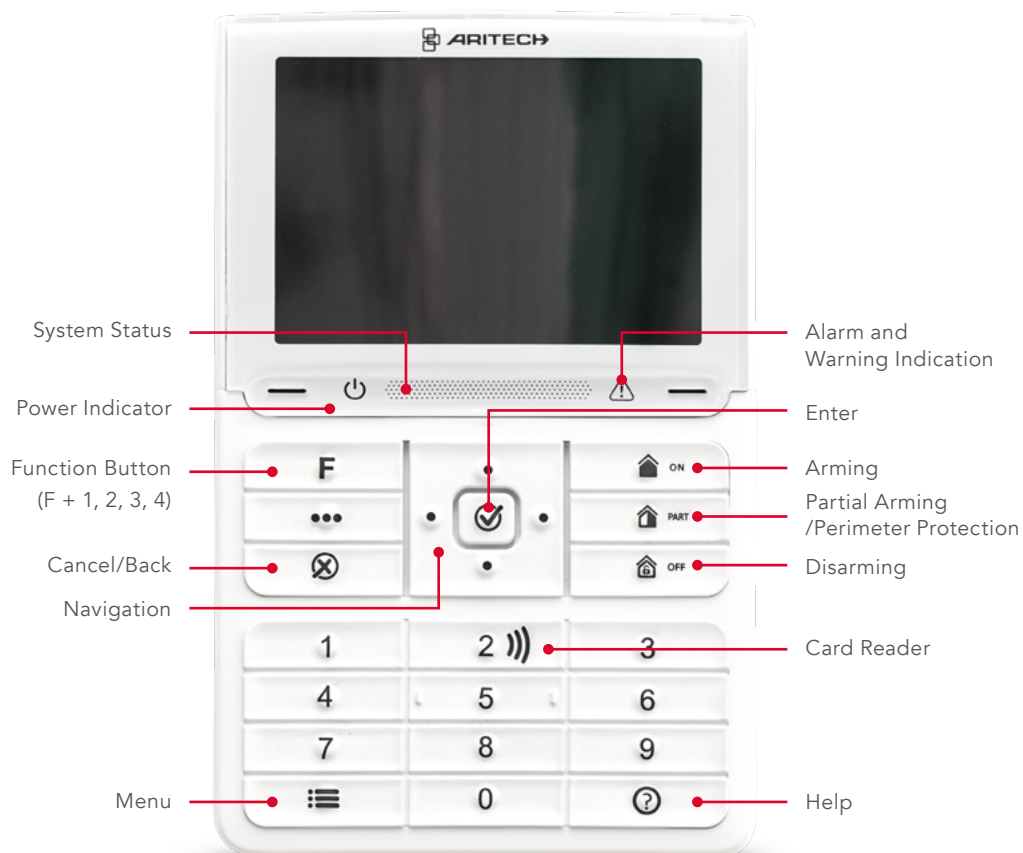 ARITECH
System Status
Alarm and
Warning Indication
Power Indicator
Enter
Function Button
(F + 1, 2, 3, 4)
F
ON
Arming
PART
Partial Arming
/Perimeter Protection
Cancel/Back
OFF
Disarming
Navigation
1 2 3
Card Reader
4 5 6
7 8 9
Menu
0
?
Help